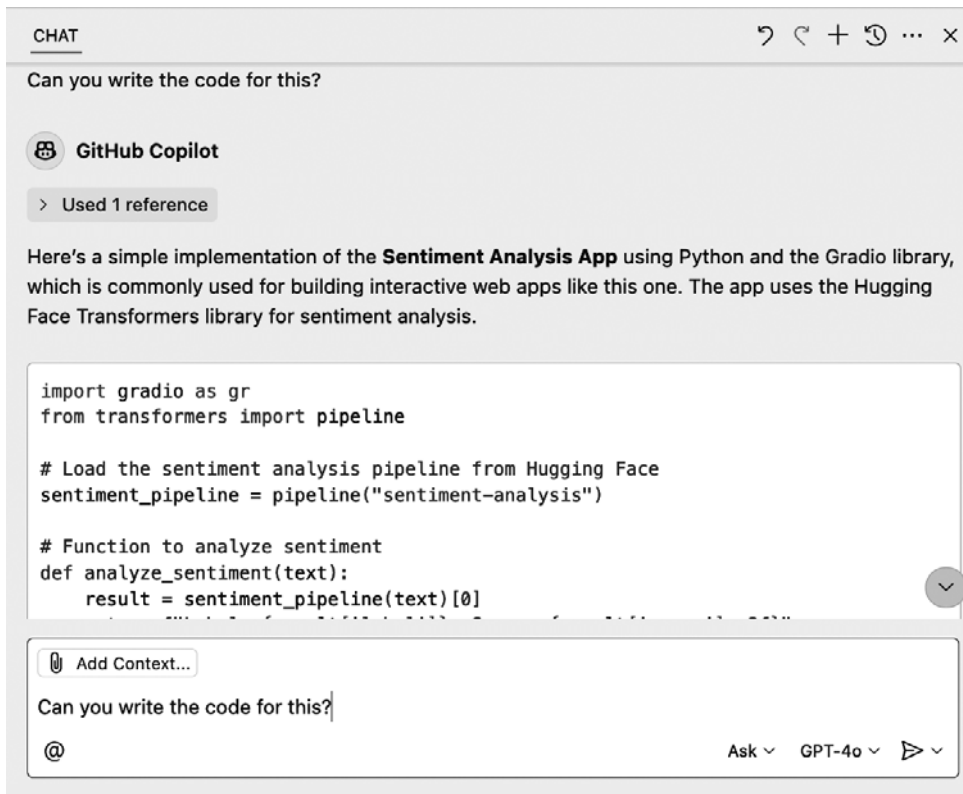 CHAT
Can you write the code for this?
GitHub Copilot
> Used 1 reference
Here's a simple implementation of the Sentiment Analysis App using Python and the Gradio library,
which is commonly used for building interactive web apps like this one. The app uses the Hugging
Face Transformers library for sentiment analysis.
import gradio as gr
from transformers import pipeline
# Load the sentiment analysis pipeline from Hugging Face
sentiment_pipeline = pipeline("sentiment-analysis")
# Function to analyze sentiment
def analyze_sentiment(text):
    result = sentiment_pipeline(text)[0]
Add Context...
Can you write the code for this?
@ Ask GPT-4o